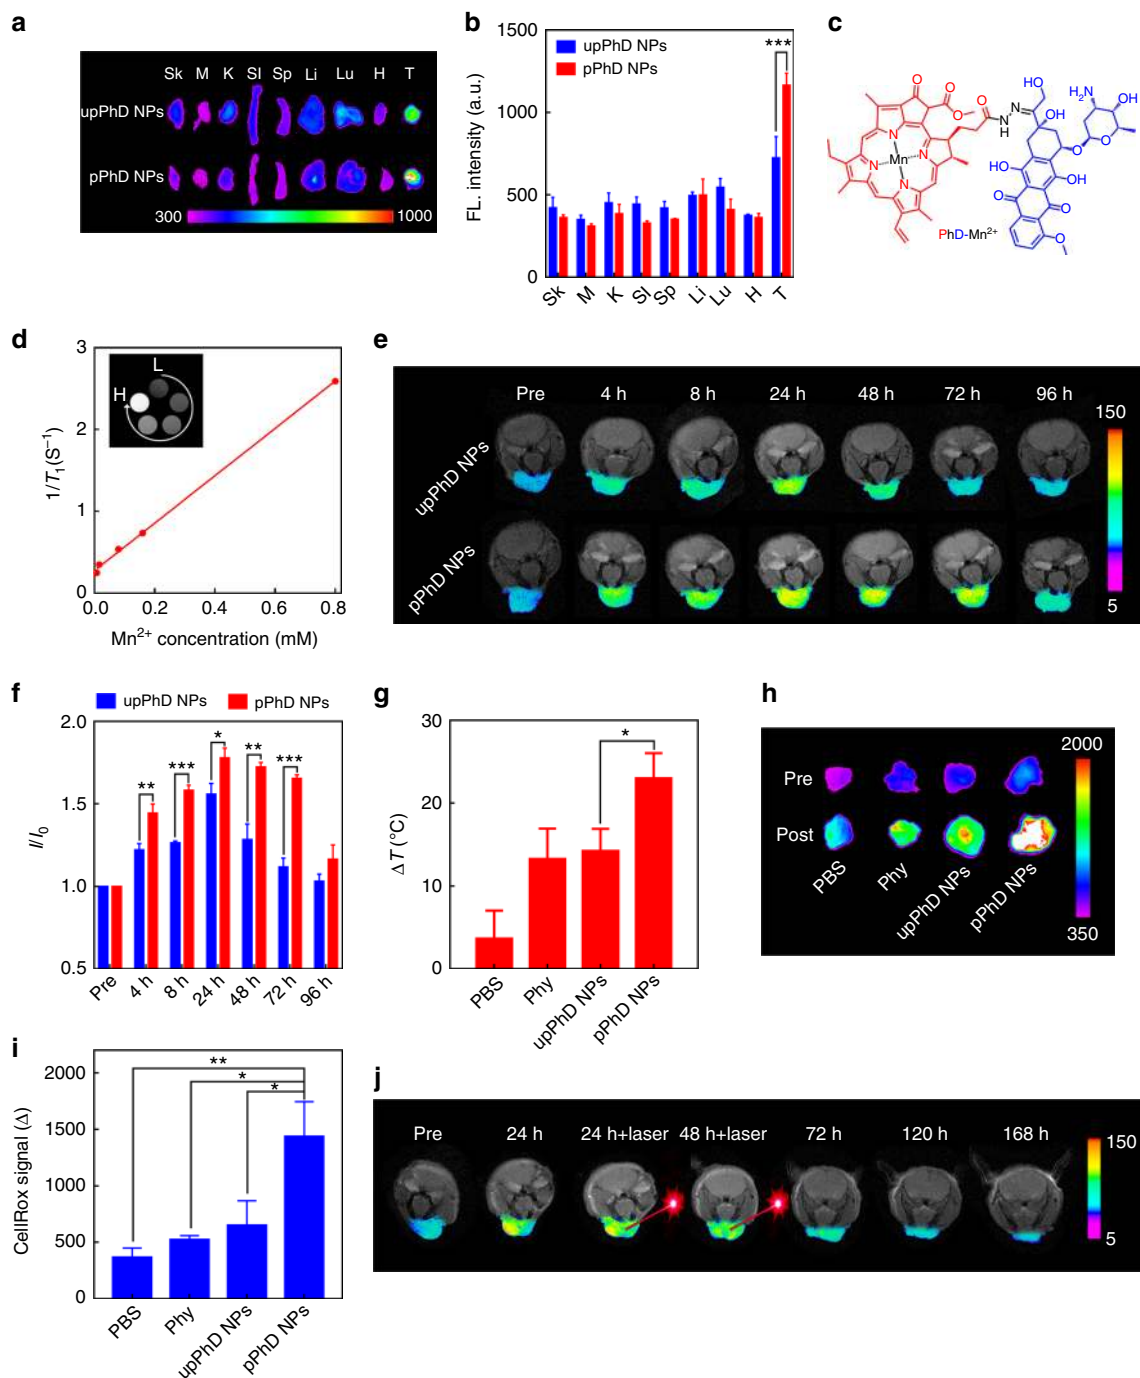 a
Sk M K SI Sp Li Lu H T
upPhD NPs
pPhD NPs
300 1000
b
1500
1000
500
0
FL. intensity (a.u.)
upPhD NPs
pPhD NPs
***
Sk M K SI Sp Li Lu H T
c
O
O
O
O
N
N
N
N
Mn
N
H
N
HO
OH
H2N
OH
O
O
OH
O
O
OH
O
O
PhD-Mn2+
d
3
2
1
0
1/T1 (S−1)
L
H
0.0 0.2 0.4 0.6 0.8
Mn2+ concentration (mM)
e
Pre 4 h 8 h 24 h 48 h 72 h 96 h
upPhD NPs
pPhD NPs
150
5
f
upPhD NPs pPhD NPs
2.0
1.5
1.0
0.5
I/I0
** *** * ** ***
Pre 4 h 8 h 24 h 48 h 72 h 96 h
g
30
20
10
0
ΔT (°C)
*
PBS Phy upPhD NPs pPhD NPs
h
Pre
Post
PBS Phy upPhD NPs pPhD NPs
2000
350
i
2000
1500
1000
500
0
CellRox signal (Δ)
**
*
*
PBS Phy upPhD NPs pPhD NPs
j
Pre 24 h 24 h+laser 48 h+laser 72 h 120 h 168 h
150
5